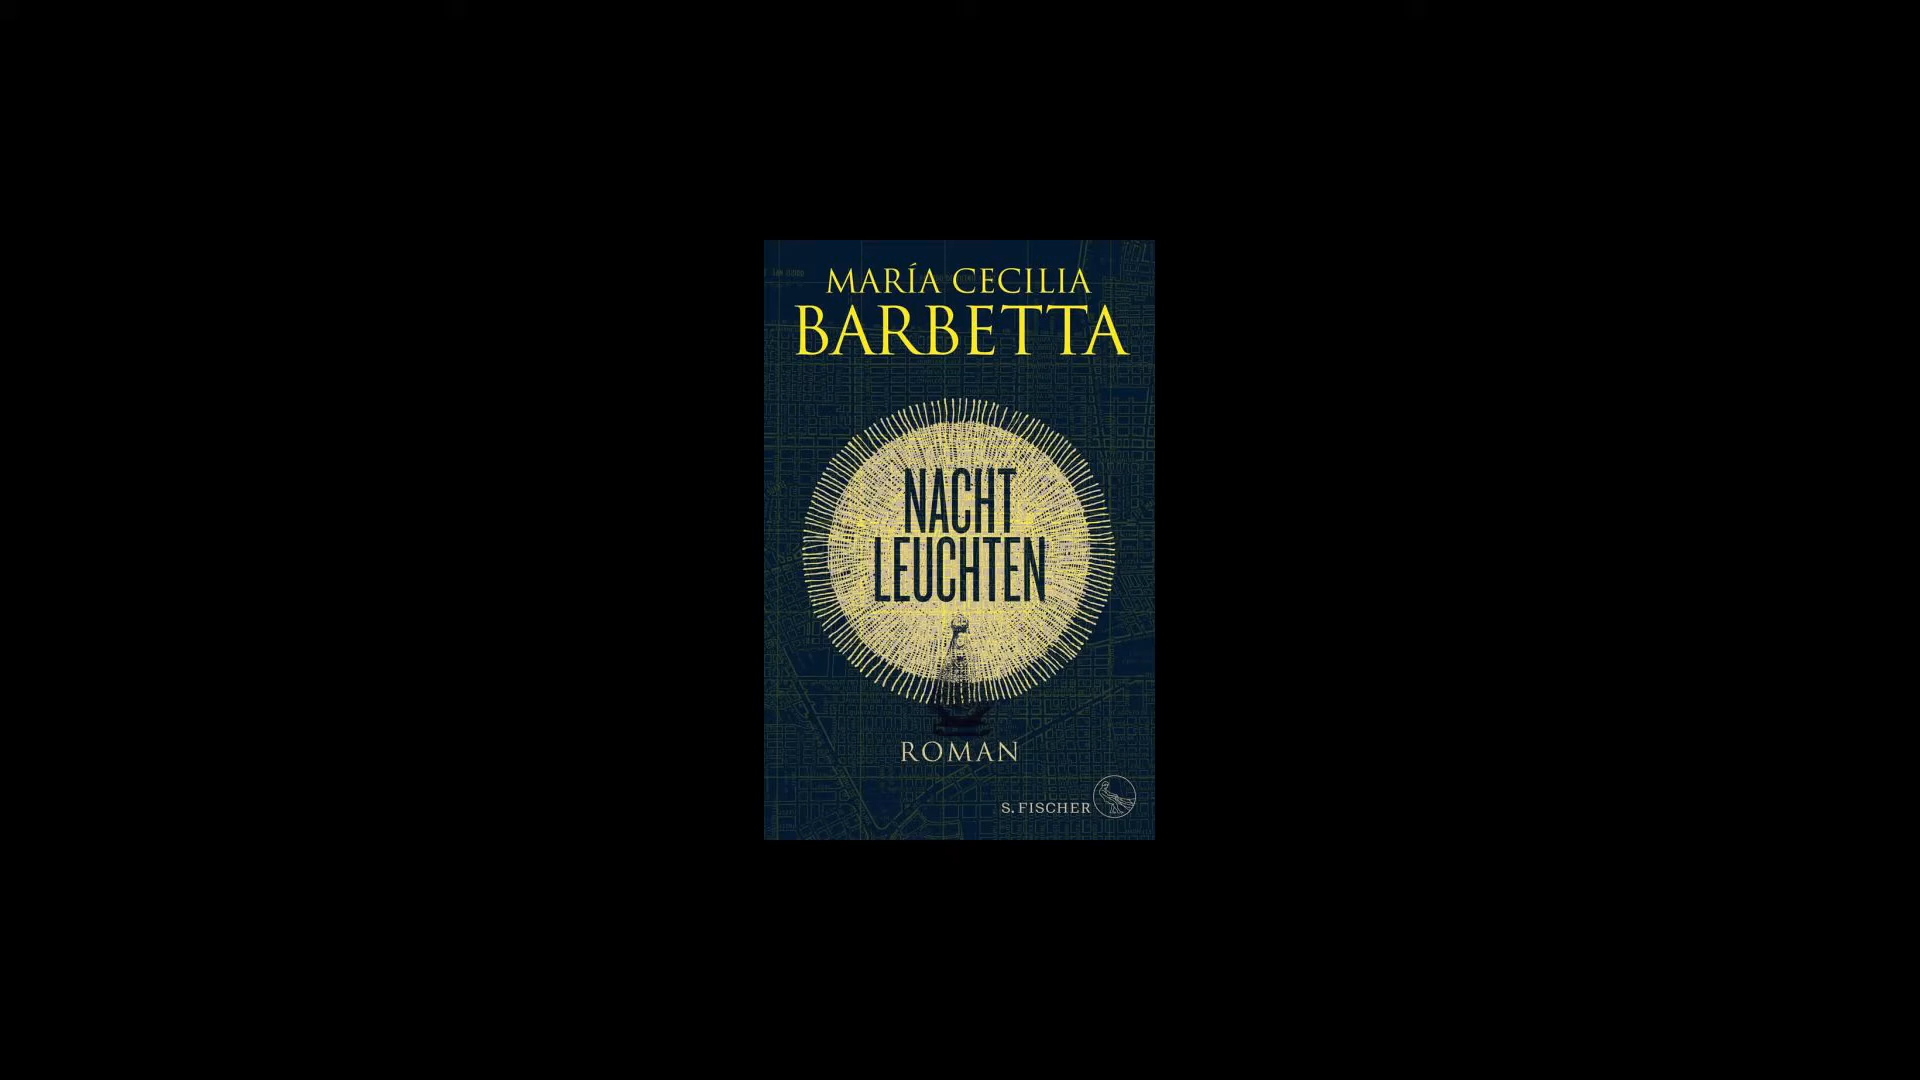 MARÍA CECILIA
BARBETTA
NACHT
LEUCHTEN
ROMAN
S. FISCHER